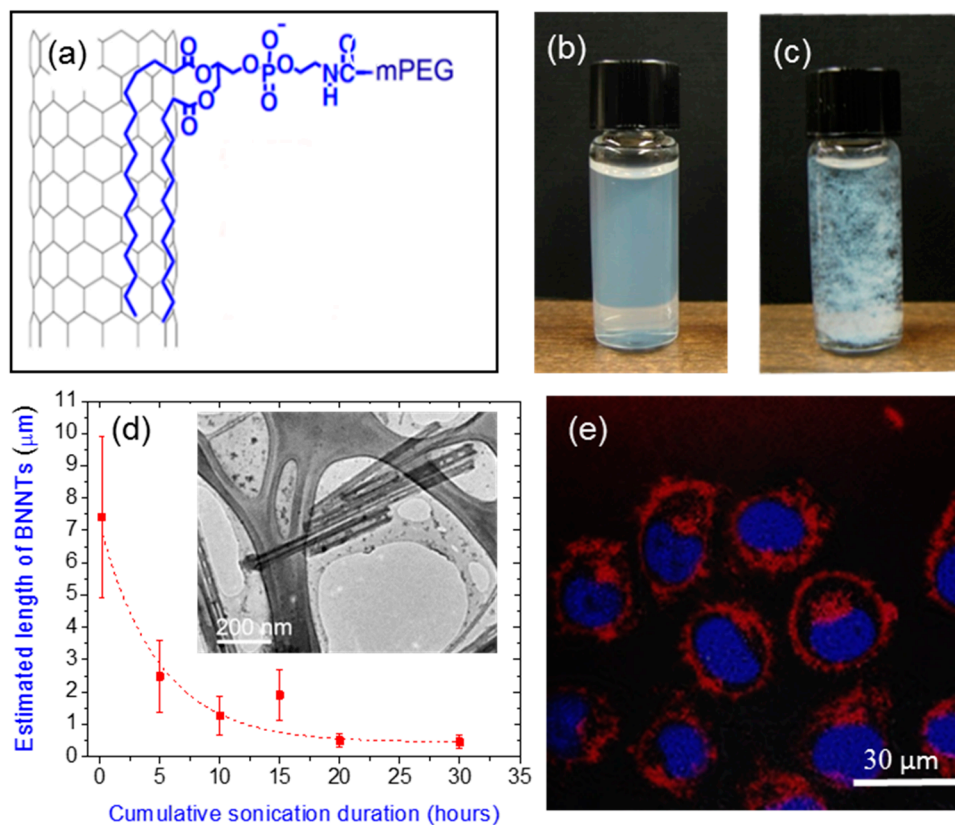 (a)
O⁻
O
O P O
O
N
H
C
O
mPEG
O
O
O
(b)
(c)
(d)
Estimated length of BNNTs (μm)
11
10
9
8
7
6
5
4
3
2
1
0
200 nm
0 5 10 15 20 25 30 35
Cumulative sonication duration (hours)
(e)
30 μm